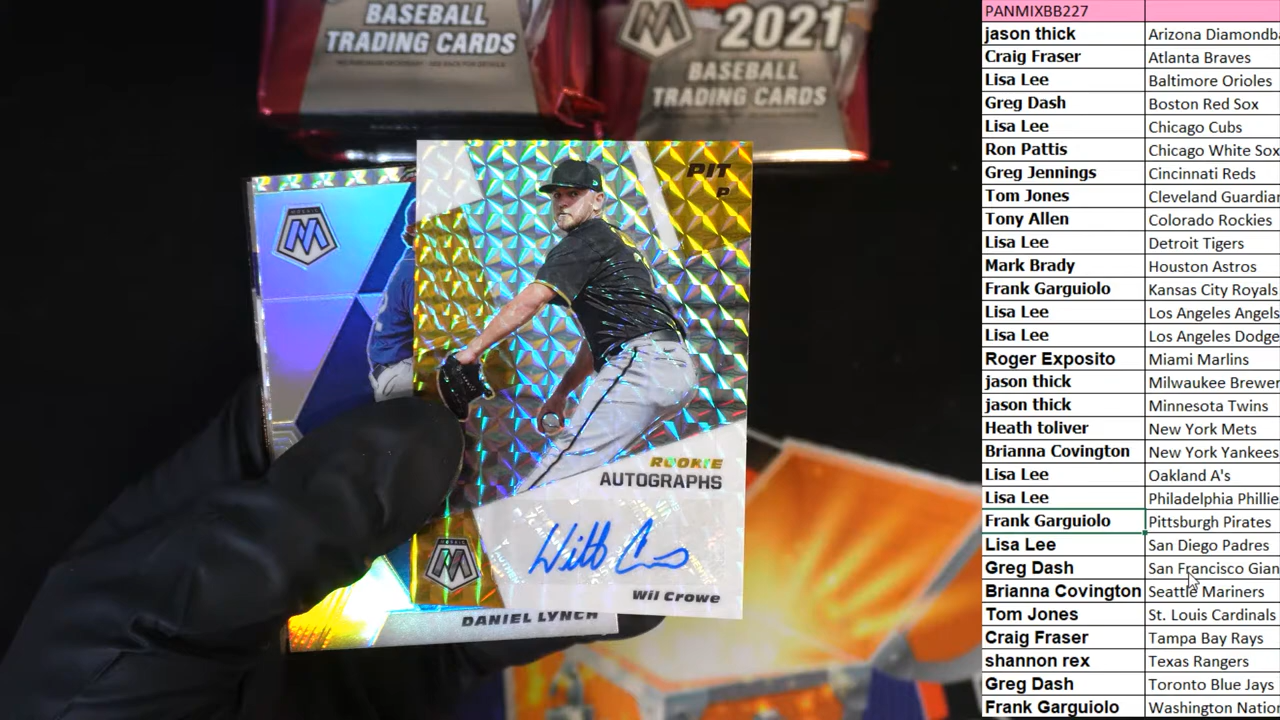 BASEBALL
TRADING CARDS
2021
BASEBALL
TRADING CARDS
PIT
P
MOSAIC
ROOKIE
AUTOGRAPHS
MOSAIC
Wil Crowe
DANIEL LYNCH
PANMIXBB227
jason thick Arizona Diamondba
Craig Fraser Atlanta Braves
Lisa Lee Baltimore Orioles
Greg Dash Boston Red Sox
Lisa Lee Chicago Cubs
Ron Pattis Chicago White Sox
Greg Jennings Cincinnati Reds
Tom Jones Cleveland Guardian
Tony Allen Colorado Rockies
Lisa Lee Detroit Tigers
Mark Brady Houston Astros
Frank Garguiolo Kansas City Royals
Lisa Lee Los Angeles Angels
Lisa Lee Los Angeles Dodge
Roger Exposito Miami Marlins
jason thick Milwaukee Brewer
jason thick Minnesota Twins
Heath toliver New York Mets
Brianna Covington New York Yankees
Lisa Lee Oakland A's
Lisa Lee Philadelphia Phillie
Frank Garguiolo Pittsburgh Pirates
Lisa Lee San Diego Padres
Greg Dash San Francisco Gian
Brianna Covington Seattle Mariners
Tom Jones St. Louis Cardinals
Craig Fraser Tampa Bay Rays
shannon rex Texas Rangers
Greg Dash Toronto Blue Jays
Frank Garguiolo Washington Natio